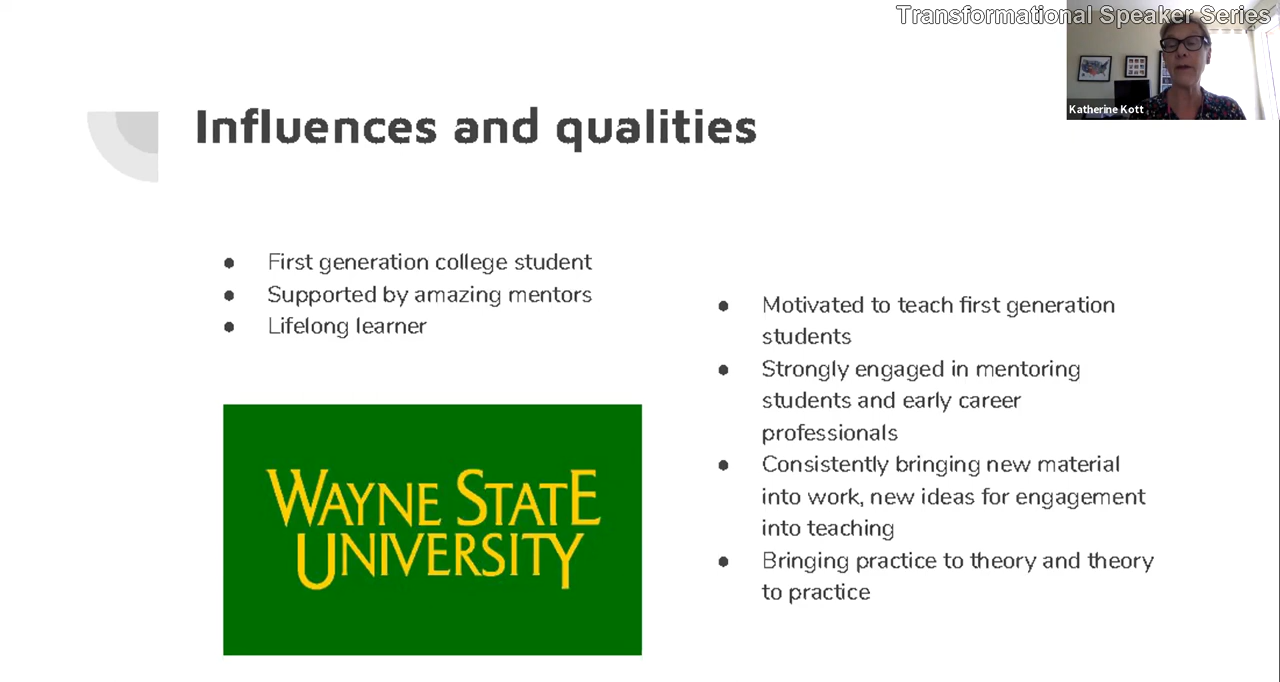 Transformational Speaker Series
Katherine Kott
Influences and qualities
● First generation college student
● Supported by amazing mentors
● Lifelong learner
WAYNE STATE
UNIVERSITY
● Motivated to teach first generation
students
● Strongly engaged in mentoring
students and early career
professionals
● Consistently bringing new material
into work, new ideas for engagement
into teaching
● Bringing practice to theory and theory
to practice